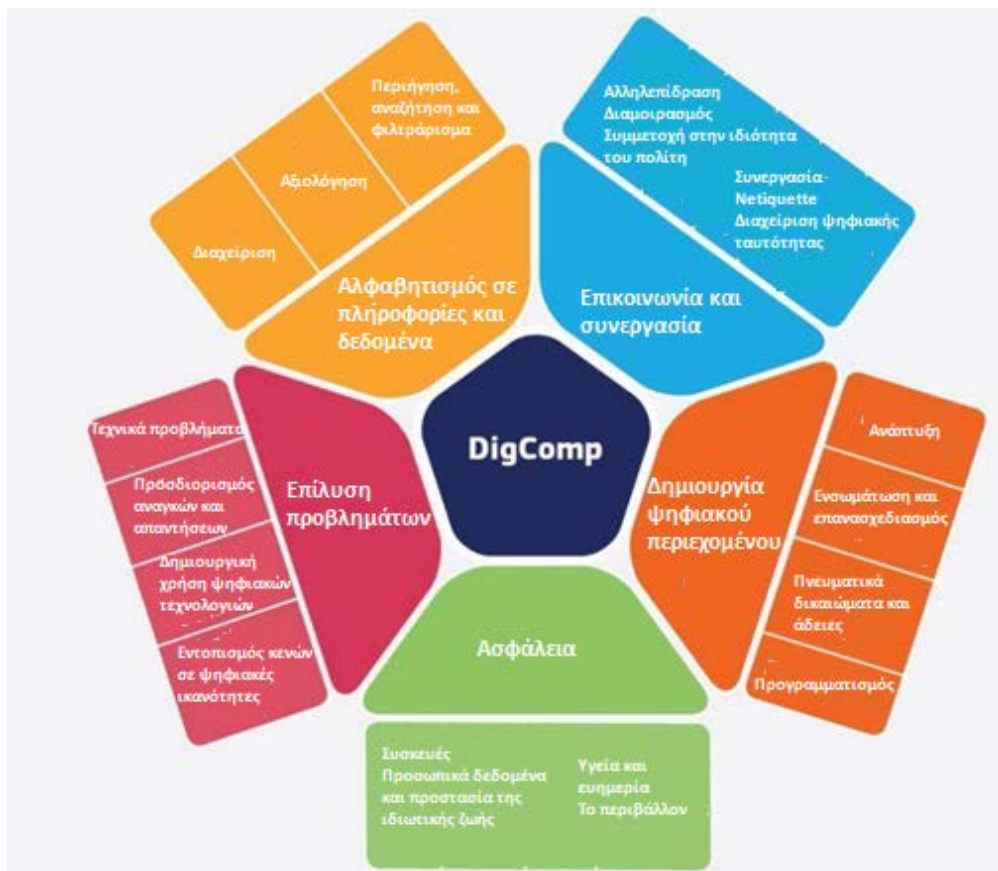 Περιήγηση,
αναζήτηση και
φιλτράρισμα
Αξιολόγηση
Διαχείριση
Αλφαβητισμός σε
πληροφορίες και
δεδομένα
Αλληλεπίδραση
Διαμοιρασμός
Συμμετοχή στην ιδιότητα
του πολίτη
Συνεργασία-
Netiquette
Διαχείριση ψηφιακής
ταυτότητας
Επικοινωνία και
συνεργασία
DigComp
Τεχνικά προβλήματα
Προσδιορισμός
αναγκών και
απαντήσεων
Δημιουργική
χρήση ψηφιακών
τεχνολογιών
Εντοπισμός κενών
σε ψηφιακές
ικανότητες
Επίλυση
προβλημάτων
Δημιουργία
ψηφιακού
περιεχομένου
Ανάπτυξη
Ενσωμάτωση και
επανασχεδιασμός
Πνευματικά
δικαιώματα και
άδειες
Προγραμματισμός
Ασφάλεια
Συσκευές
Προσωπικά δεδομένα
και προστασία της
ιδιωτικής ζωής
Υγεία και
ευημερία
Το περιβάλλον